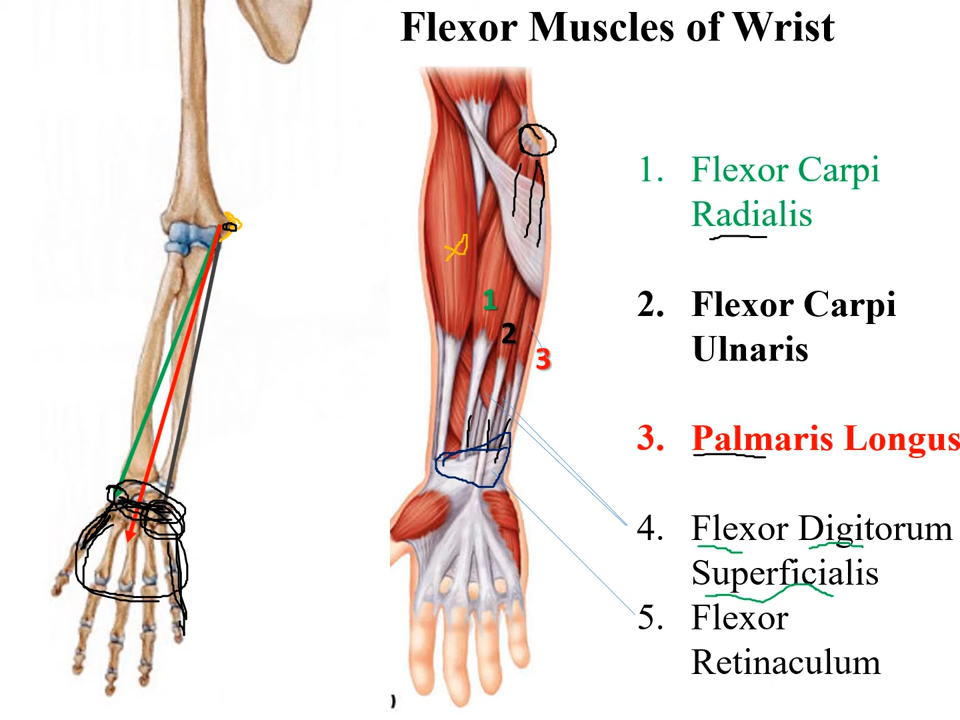 Flexor Muscles of Wrist
1. Flexor Carpi
Radialis
2. Flexor Carpi
Ulnaris
3. Palmaris Longus
4. Flexor Digitorum
Superficialis
5. Flexor
Retinaculum
1
2
3
)